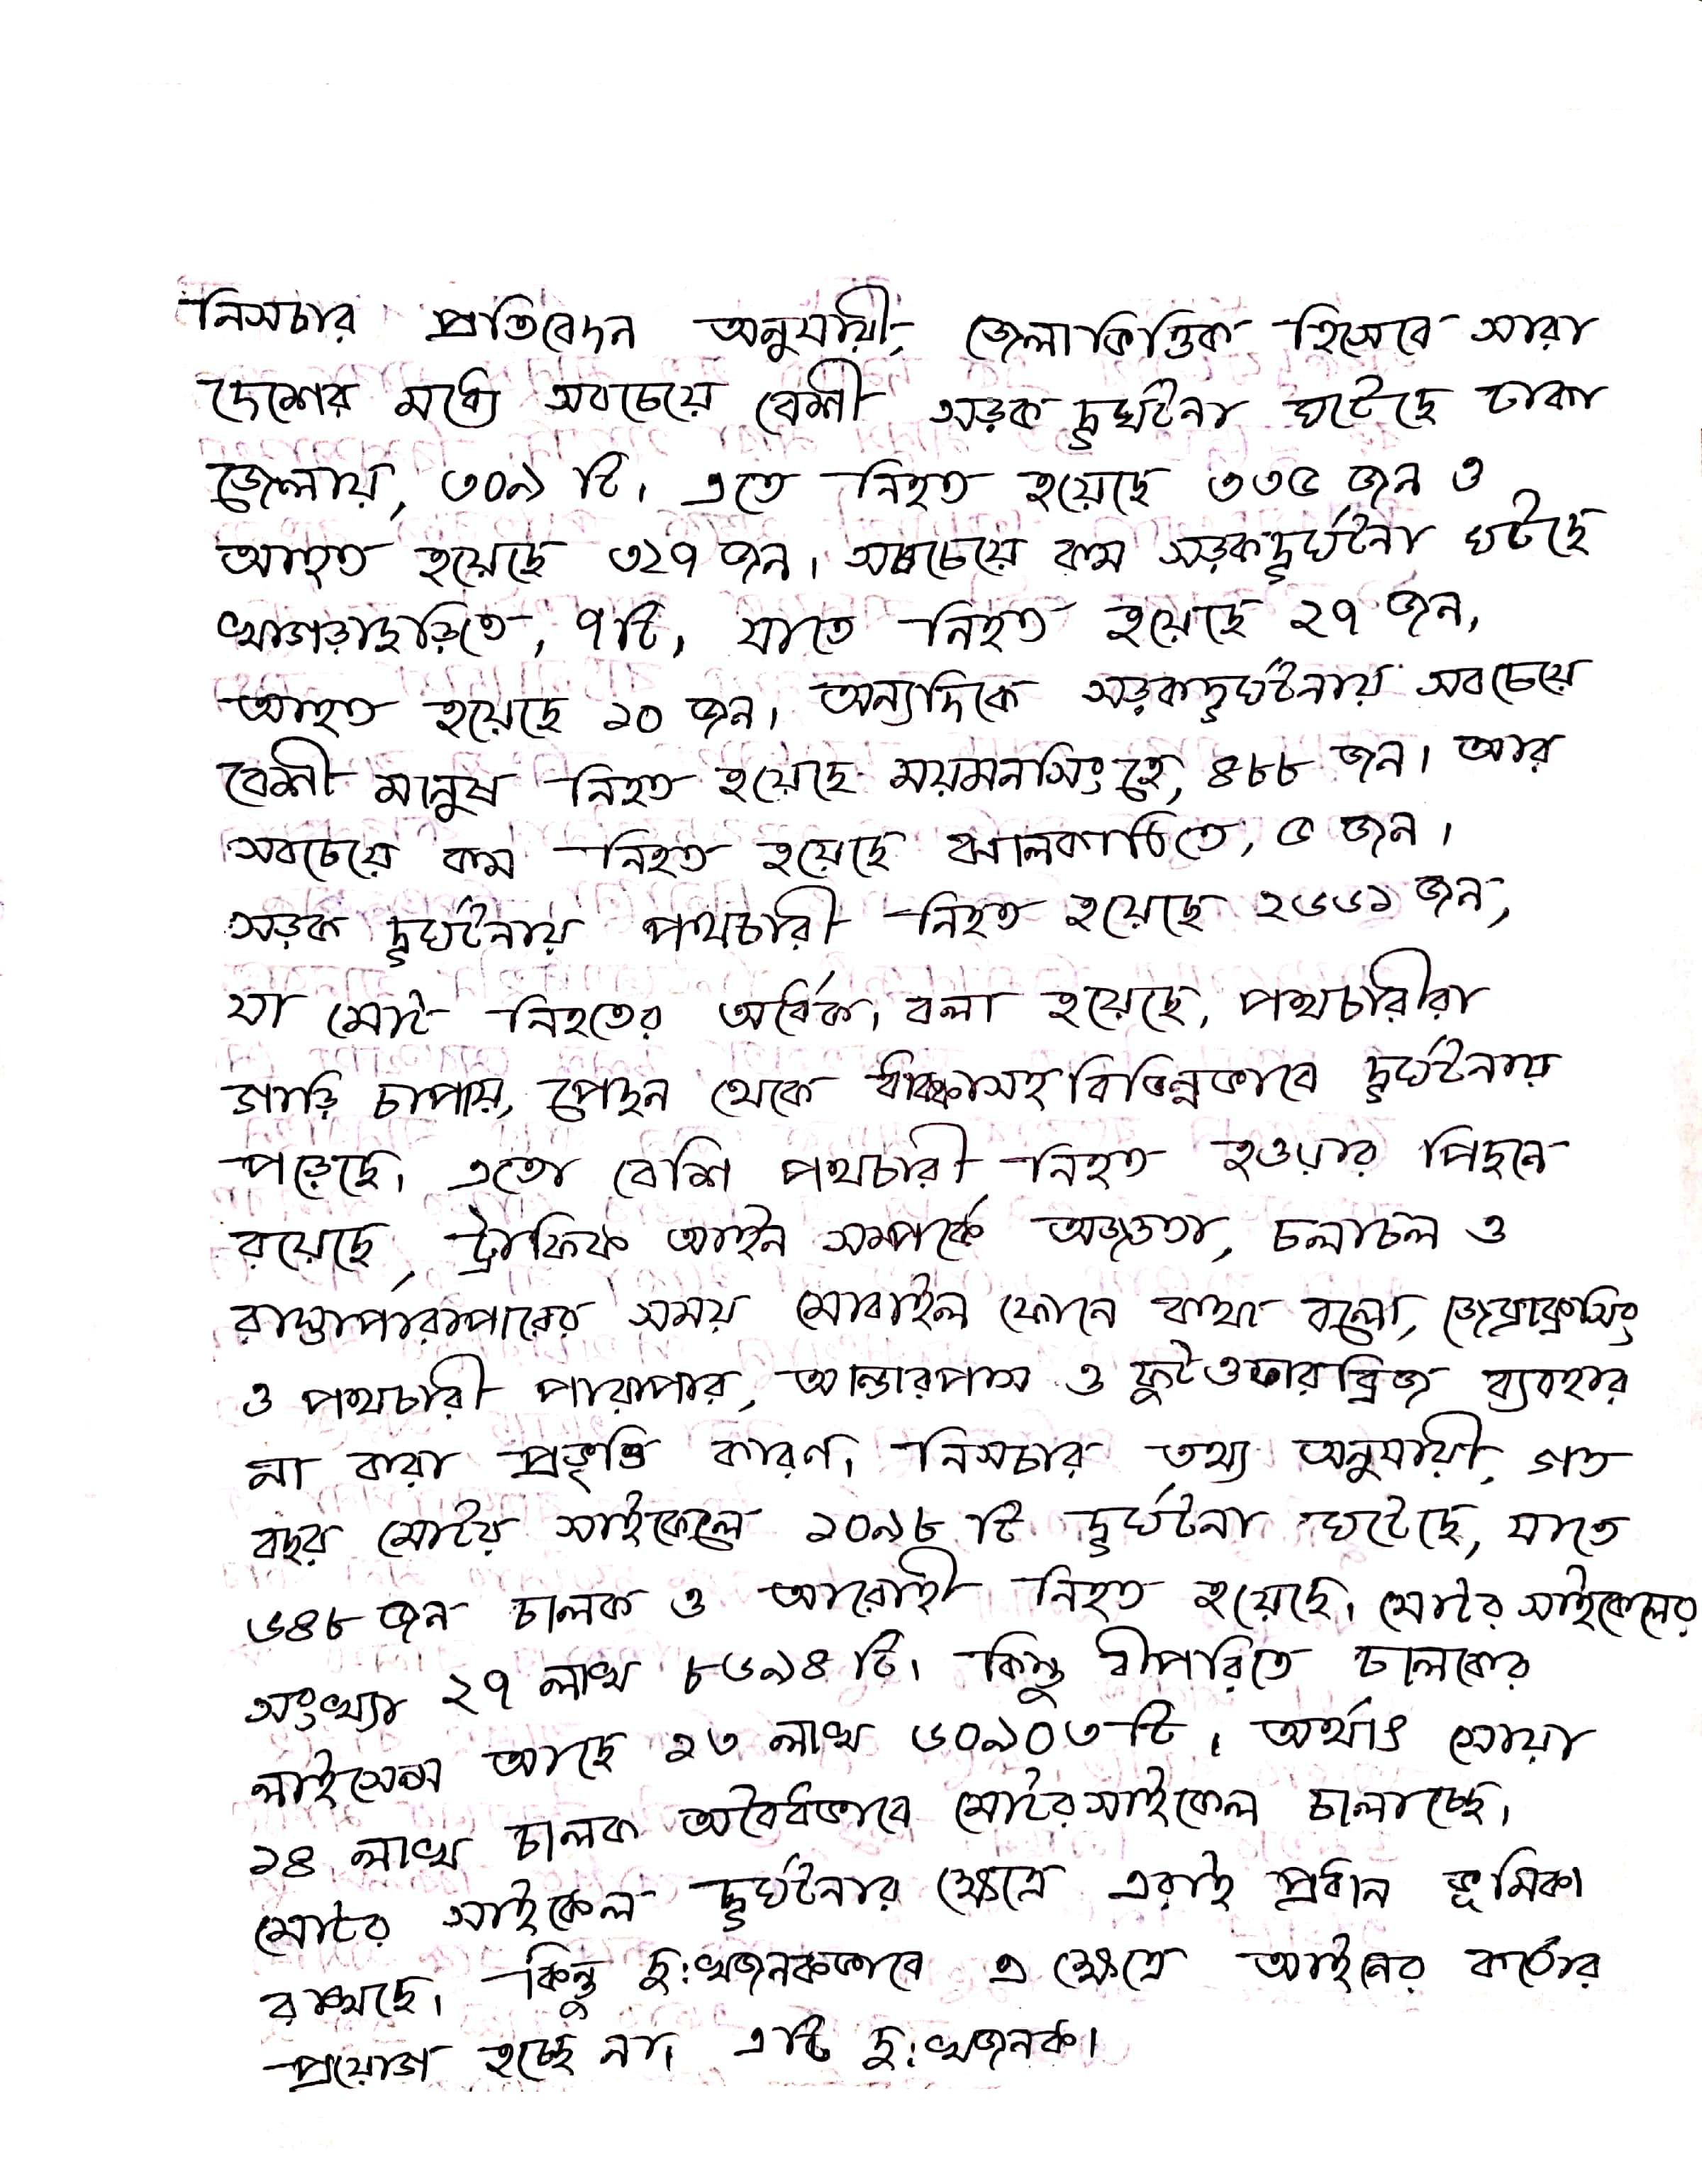 নিসচার প্রতিবেদন অনুযায়ী, জেলাভিত্তিক হিসেবে সারা
দেশের মধ্যে সবচেয়ে বেশী সড়ক দুর্ঘটনা ঘটেছে ঢাকা
জেলায়, ৩০৯ টি। এতে নিহত হয়েছে ৩৩৫ জন ও
আহত হয়েছে ৩২৭ জন। সবচেয়ে কম সড়কদুর্ঘটনা ঘটছে
খাগড়াছড়িতে, ৭টি, যাতে নিহত হয়েছে ২৭ জন,
আহত হয়েছে ১০ জন। অন্যদিকে সড়কদুর্ঘটনায় সবচেয়ে
বেশী মানুষ নিহত হয়েছে ময়মনসিংহে, ৪৮৮ জন। আর
সবচেয়ে কম নিহত হয়েছে ঝালকাঠিতে, ৫ জন।
সড়ক দুর্ঘটনায় পথচারী নিহত হয়েছে ২৬৬১ জন,
যা মোট নিহতের অর্ধেক। বলা হয়েছে, পথচারীরা
গাড়ি চাপায়, পেছন থেকে ধাক্কাসহ বিভিন্নভাবে দুর্ঘটনায়
পড়েছে। এতো বেশি পথচারী নিহত হওয়ার পিছনে
রয়েছে, ট্রাফিক আইন সম্পর্কে অজ্ঞতা, চলাচল ও
রাস্তাপারাপারের সময় মোবাইল ফোনে কথা বলো, জেব্রাক্রসিং
ও পথচারী পারাপার, আন্ডারপাস ও ফুটওভারব্রিজ ব্যবহার
না করা প্রভৃত্তি কারণ। নিসচার তথ্য অনুযায়ী, গত
বছর মোটর সাইকেলে ১০৯৮ টি দুর্ঘটনা ঘটেছে, যাতে
৬৪৮ জন চালক ও আরোহী নিহত হয়েছে। মোটর সাইকেলের
সংখ্যা ২৭ লাখ ৮৬৯৪ টি। কিন্তু বীপরিতে চালকের
লাইসেন্স আছে ১৩ লাখ ৬০৯০৩ টি। অর্থাৎ সোয়া
১৪ লাখ চালক অবৈধভাবে মোটরসাইকেল চালাচ্ছে।
মোটর সাইকেল দুর্ঘটনার ক্ষেত্রে এরাই প্রধান ভূমিকা
রাখছে। কিন্তু দু:খজনকভাবে এ ক্ষেত্রে আইনের কঠোর
প্রয়োগ হচ্ছে না। এটি দু:খজনক।